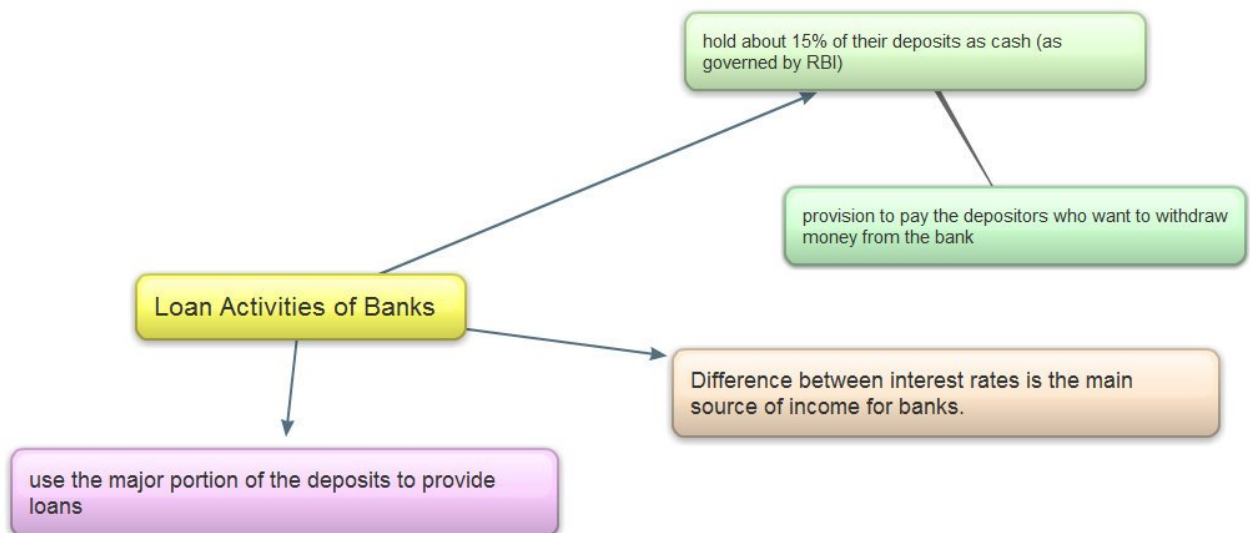 hold about 15% of their deposits as cash (as
governed by RBI)
provision to pay the depositors who want to withdraw
money from the bank
Loan Activities of Banks
Difference between interest rates is the main
source of income for banks.
use the major portion of the deposits to provide
loans